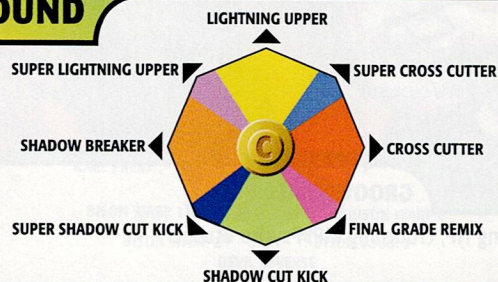 OUND
LIGHTNING UPPER
SUPER LIGHTNING UPPER
SUPER CROSS CUTTER
SHADOW BREAKER
C
CROSS CUTTER
SUPER SHADOW CUT KICK
FINAL GRADE REMIX
SHADOW CUT KICK